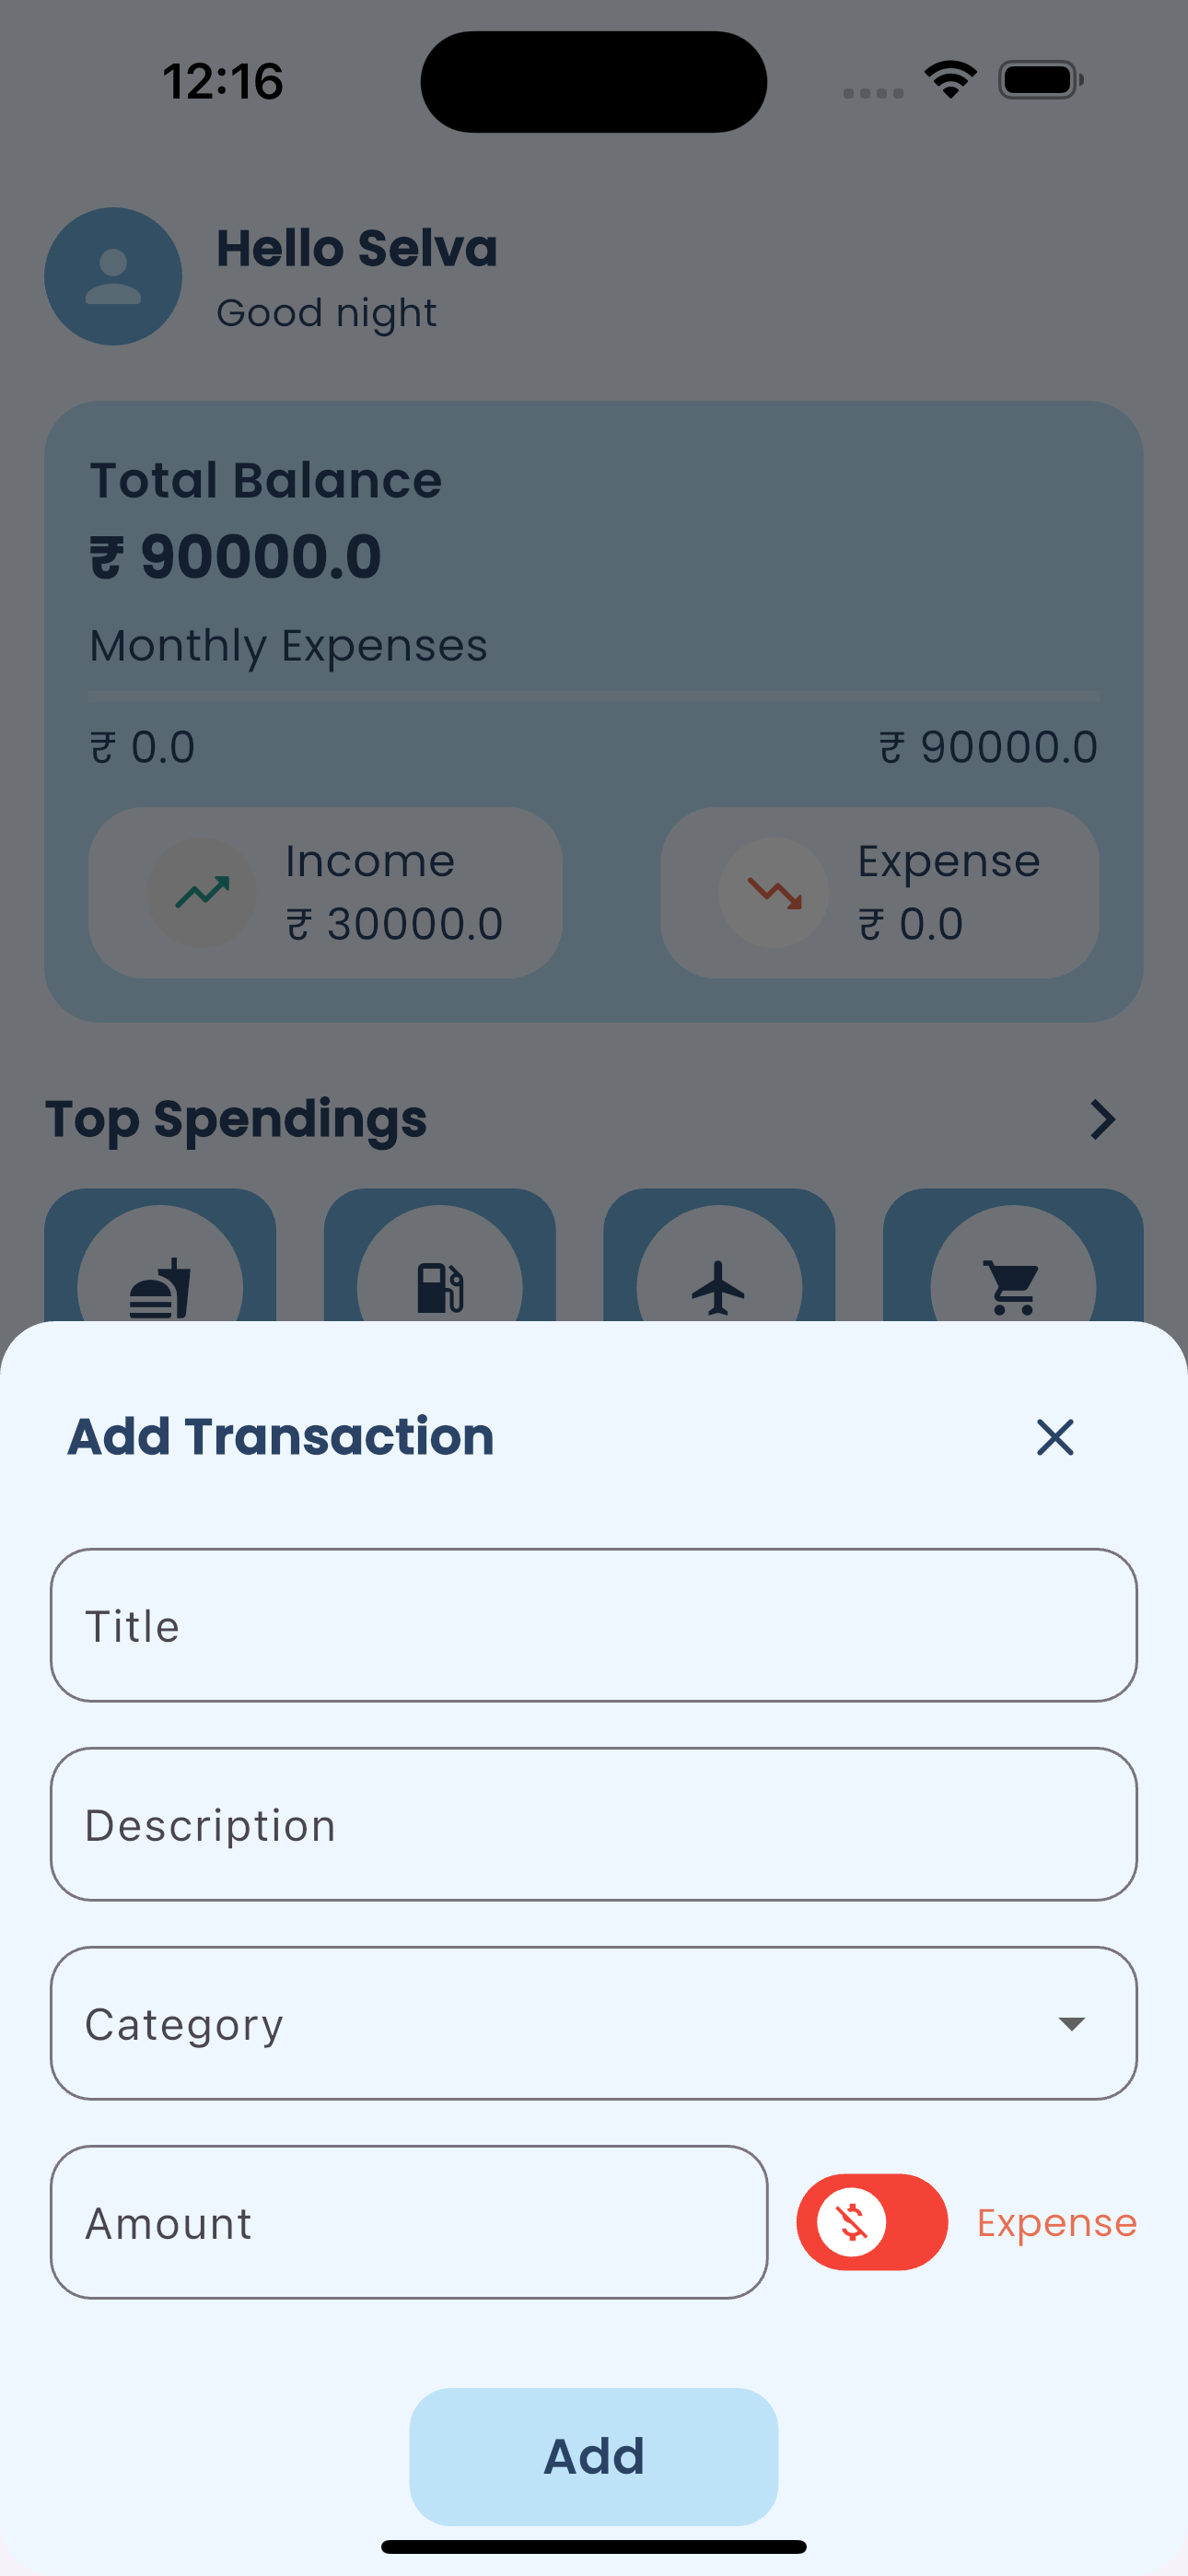 12:16
Hello Selva
Good night
Total Balance
₹ 90000.0
Monthly Expenses
₹ 0.0 ₹ 90000.0
Income Expense
₹ 30000.0 ₹ 0.0
Top Spendings
Add Transaction
Title
Description
Category
Amount Expense
Add